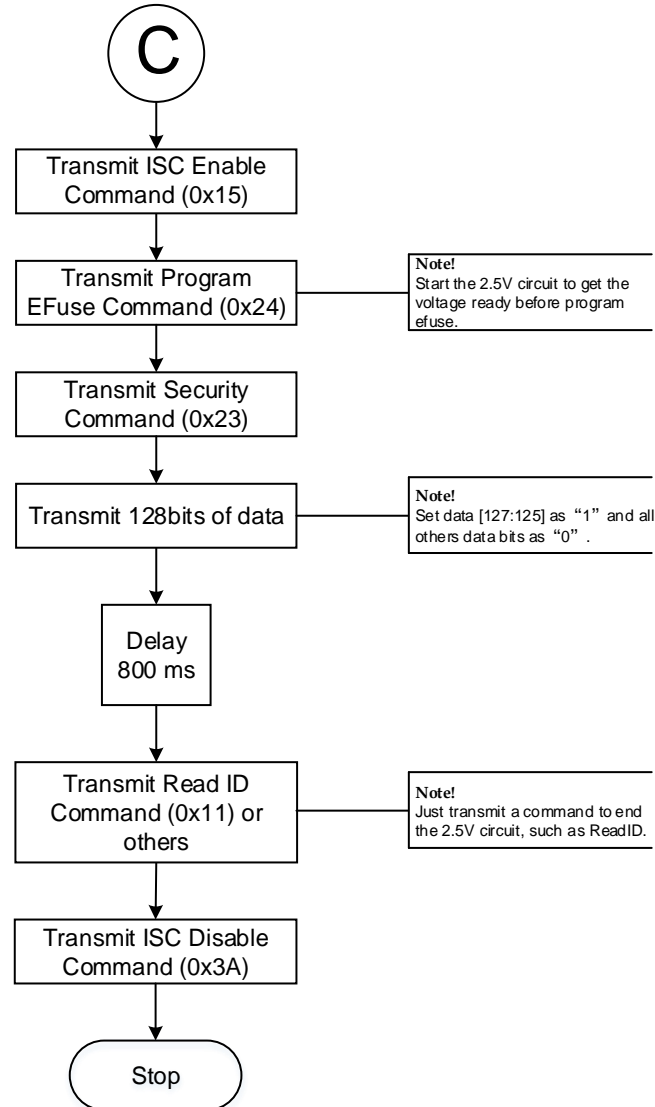 C
Transmit ISC Enable
Command (0x15)
Transmit Program
EFuse Command (0x24)
Note!
Start the 2.5V circuit to get the
voltage ready before program
efuse.
Transmit Security
Command (0x23)
Transmit 128bits of data
Note!
Set data [127:125] as “1” and all
others data bits as “0” .
Delay
800 ms
Transmit Read ID
Command (0x11) or
others
Note!
Just transmit a command to end
the 2.5V circuit, such as ReadID.
Transmit ISC Disable
Command (0x3A)
Stop